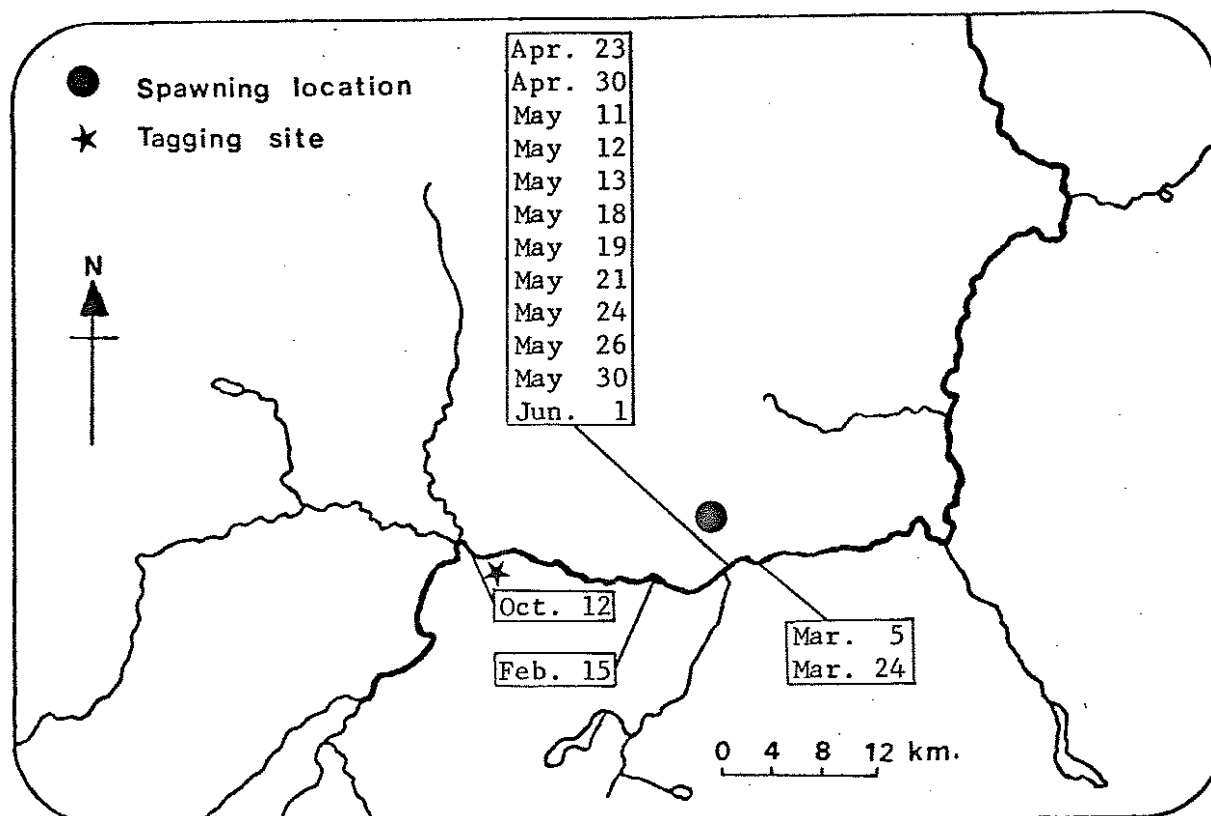 Spawning location
Tagging site
N
Apr. 23
Apr. 30
May 11
May 12
May 13
May 18
May 19
May 21
May 24
May 26
May 30
Jun. 1
Oct. 12
Feb. 15
Mar. 5
Mar. 24
0 4 8 12 km.